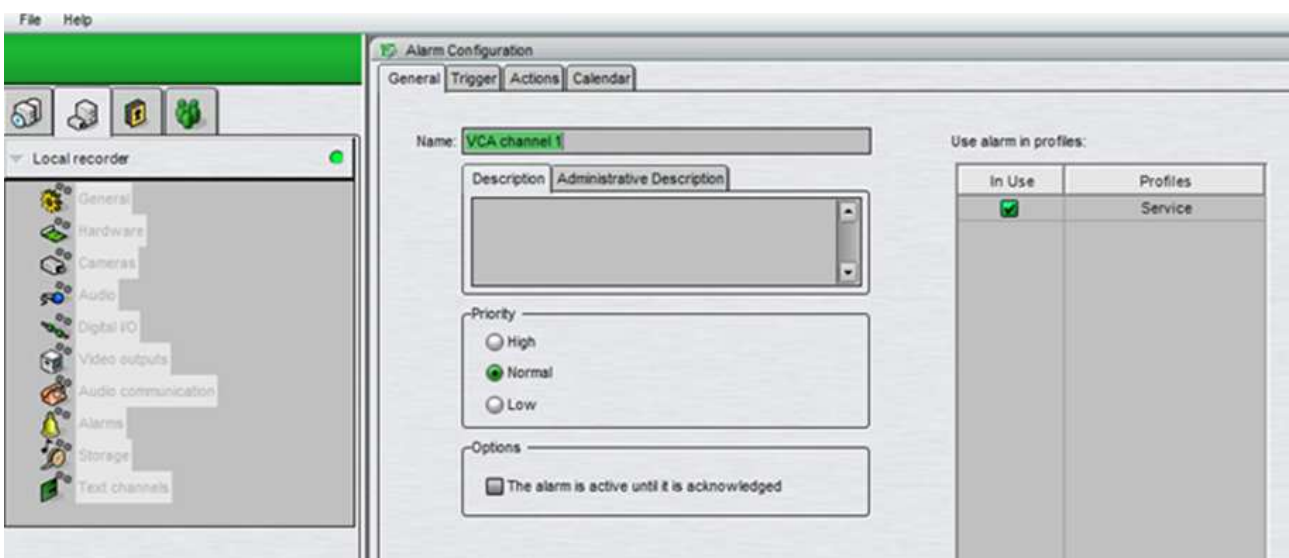 File Help
Alarm Configuration
General Trigger Actions Calendar
Local recorder
General
Hardware
Cameras
Audio
Digital I/O
Video outputs
Audio communication
Alarms
Storage
Text channels
Name: VCA channel 1
Description Administrative Description
Priority
High
Normal
Low
Options
The alarm is active until it is acknowledged
Use alarm in profiles:
In Use Profiles
Service